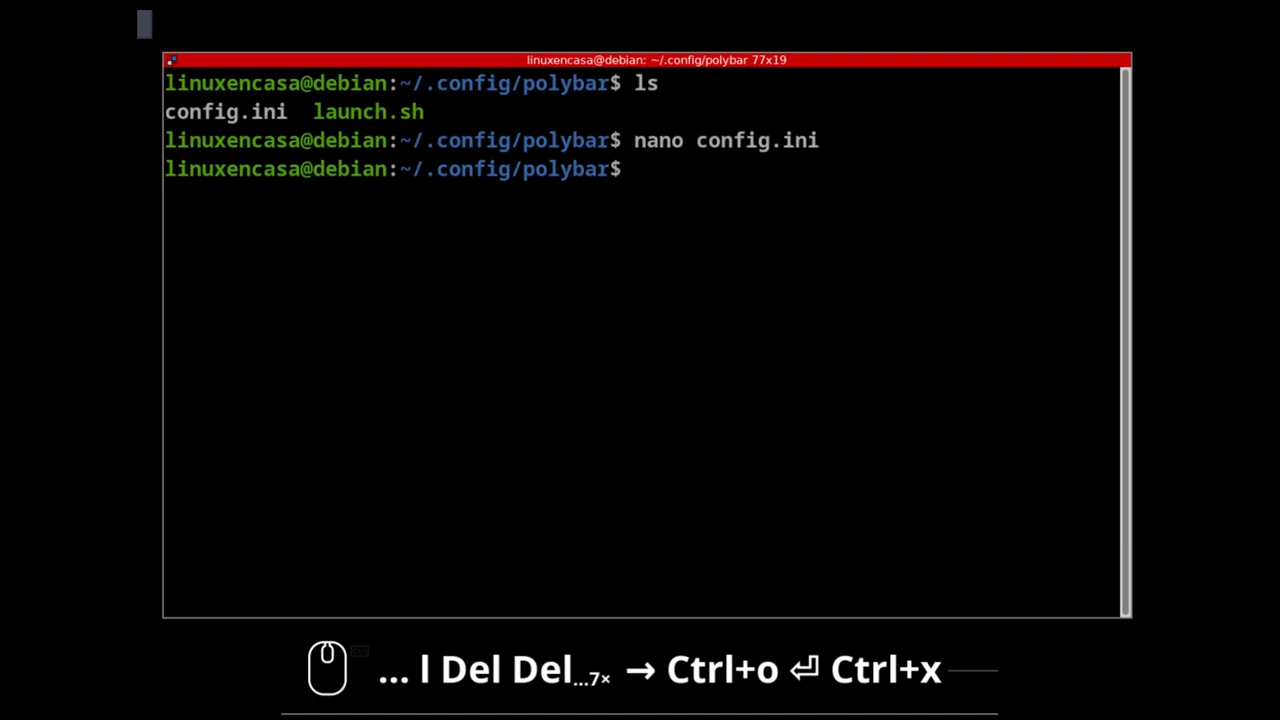 linuxencasa@debian: ~/.config/polybar 77x19
linuxencasa@debian:~/.config/polybar$ ls
config.ini  launch.sh
linuxencasa@debian:~/.config/polybar$ nano config.ini
linuxencasa@debian:~/.config/polybar$
... l Del Del...7× → Ctrl+o ⏎ Ctrl+x